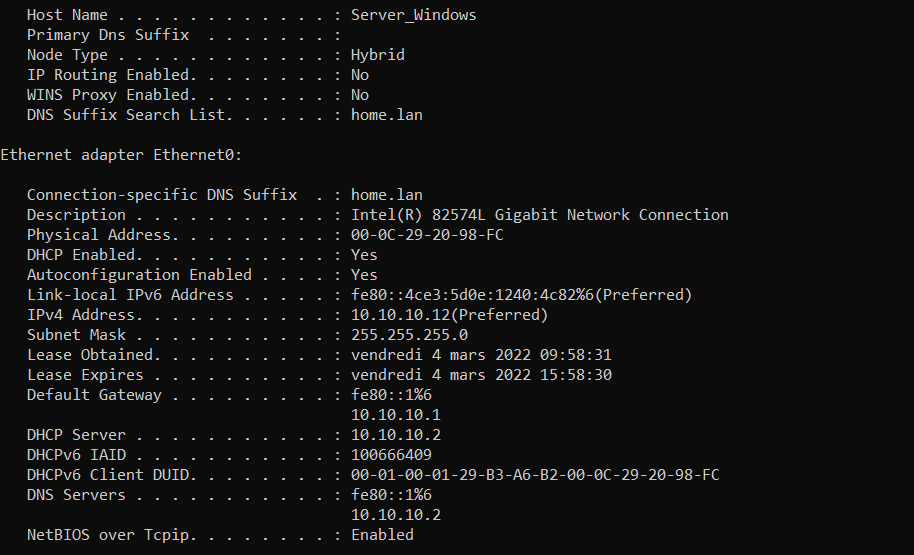 Host Name . . . . . . . . . . . . : Server_Windows
Primary Dns Suffix  . . . . . . . :
Node Type . . . . . . . . . . . . : Hybrid
IP Routing Enabled. . . . . . . . : No
WINS Proxy Enabled. . . . . . . . : No
DNS Suffix Search List. . . . . . : home.lan
Ethernet adapter Ethernet0:
Connection-specific DNS Suffix  . : home.lan
Description . . . . . . . . . . . : Intel(R) 82574L Gigabit Network Connection
Physical Address. . . . . . . . . : 00-0C-29-20-98-FC
DHCP Enabled. . . . . . . . . . . : Yes
Autoconfiguration Enabled . . . . : Yes
Link-local IPv6 Address . . . . . : fe80::4ce3:5d0e:1240:4c82%6(Preferred)
IPv4 Address. . . . . . . . . . . : 10.10.10.12(Preferred)
Subnet Mask . . . . . . . . . . . : 255.255.255.0
Lease Obtained. . . . . . . . . . : vendredi 4 mars 2022 09:58:31
Lease Expires . . . . . . . . . . : vendredi 4 mars 2022 15:58:30
Default Gateway . . . . . . . . . : fe80::1%6
10.10.10.1
DHCP Server . . . . . . . . . . . : 10.10.10.2
DHCPv6 IAID . . . . . . . . . . . : 100666409
DHCPv6 Client DUID. . . . . . . . : 00-01-00-01-29-B3-A6-B2-00-0C-29-20-98-FC
DNS Servers . . . . . . . . . . . : fe80::1%6
10.10.10.2
NetBIOS over Tcpip. . . . . . . . : Enabled